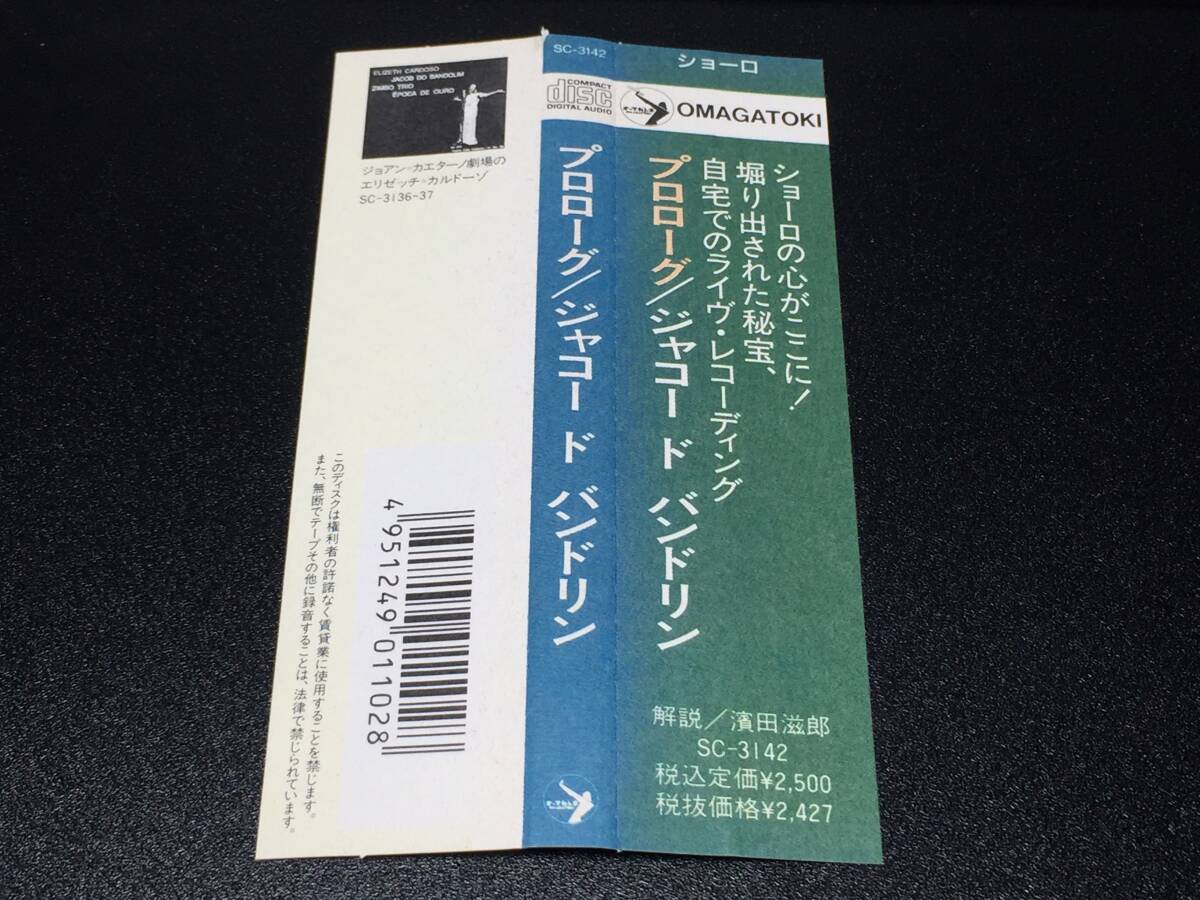 ELIZETH CARDOSO
JACOB DO BANDOLIM
ZIMBO TRIO
ÉPOCA DE OURO
ジョアン=カエターノ劇場の
エリゼッチ=カルドーゾ
SC-3136-37
このディスクは権利者の許諾なく賃貸業に使用することを禁じます。
また、無断でテープその他に録音することは、法律で禁じられています。
4951249011028
SC-3142
COMPACT
disc
DIGITAL AUDIO
プロローグ/ジャコー ド バンドリン
ショーロ
OMAGATOKI
ショーロの心がここに!
堀り出された秘宝、
自宅でのライヴ・レコーディング
プロローグ/ジャコー ド バンドリン
解説/濱田滋郎
SC-3142
税込定価¥2,500
税抜価格¥2,427